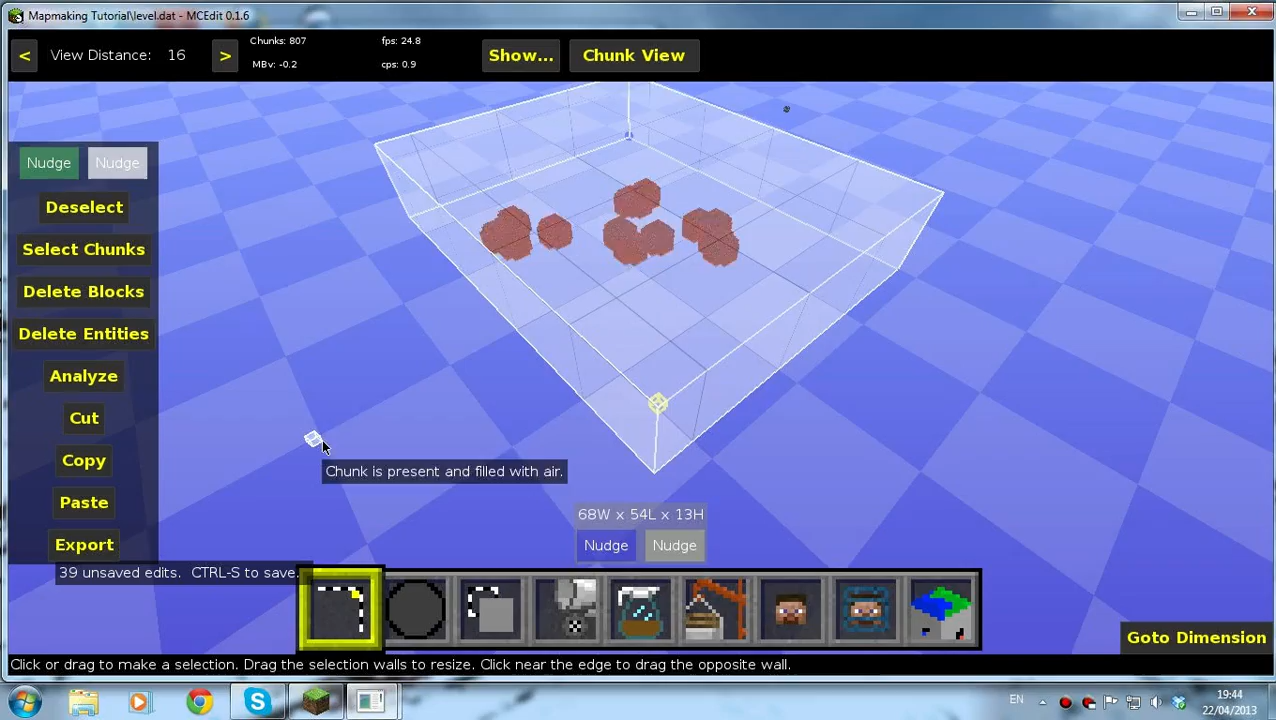 Mapmaking Tutorial\level.dat - MCEdit 0.1.6
< View Distance: 16 >
Chunks: 807
fps: 24.8
MBv: -0.2
cps: 0.9
Show...
Chunk View
Nudge Nudge
Deselect
Select Chunks
Delete Blocks
Delete Entities
Analyze
Cut
Copy
Paste
Export
Chunk is present and filled with air.
68W x 54L x 13H
Nudge Nudge
39 unsaved edits. CTRL-S to save.
Goto Dimension
Click or drag to make a selection. Drag the selection walls to resize. Click near the edge to drag the opposite wall.
EN
19:44
22/04/2013